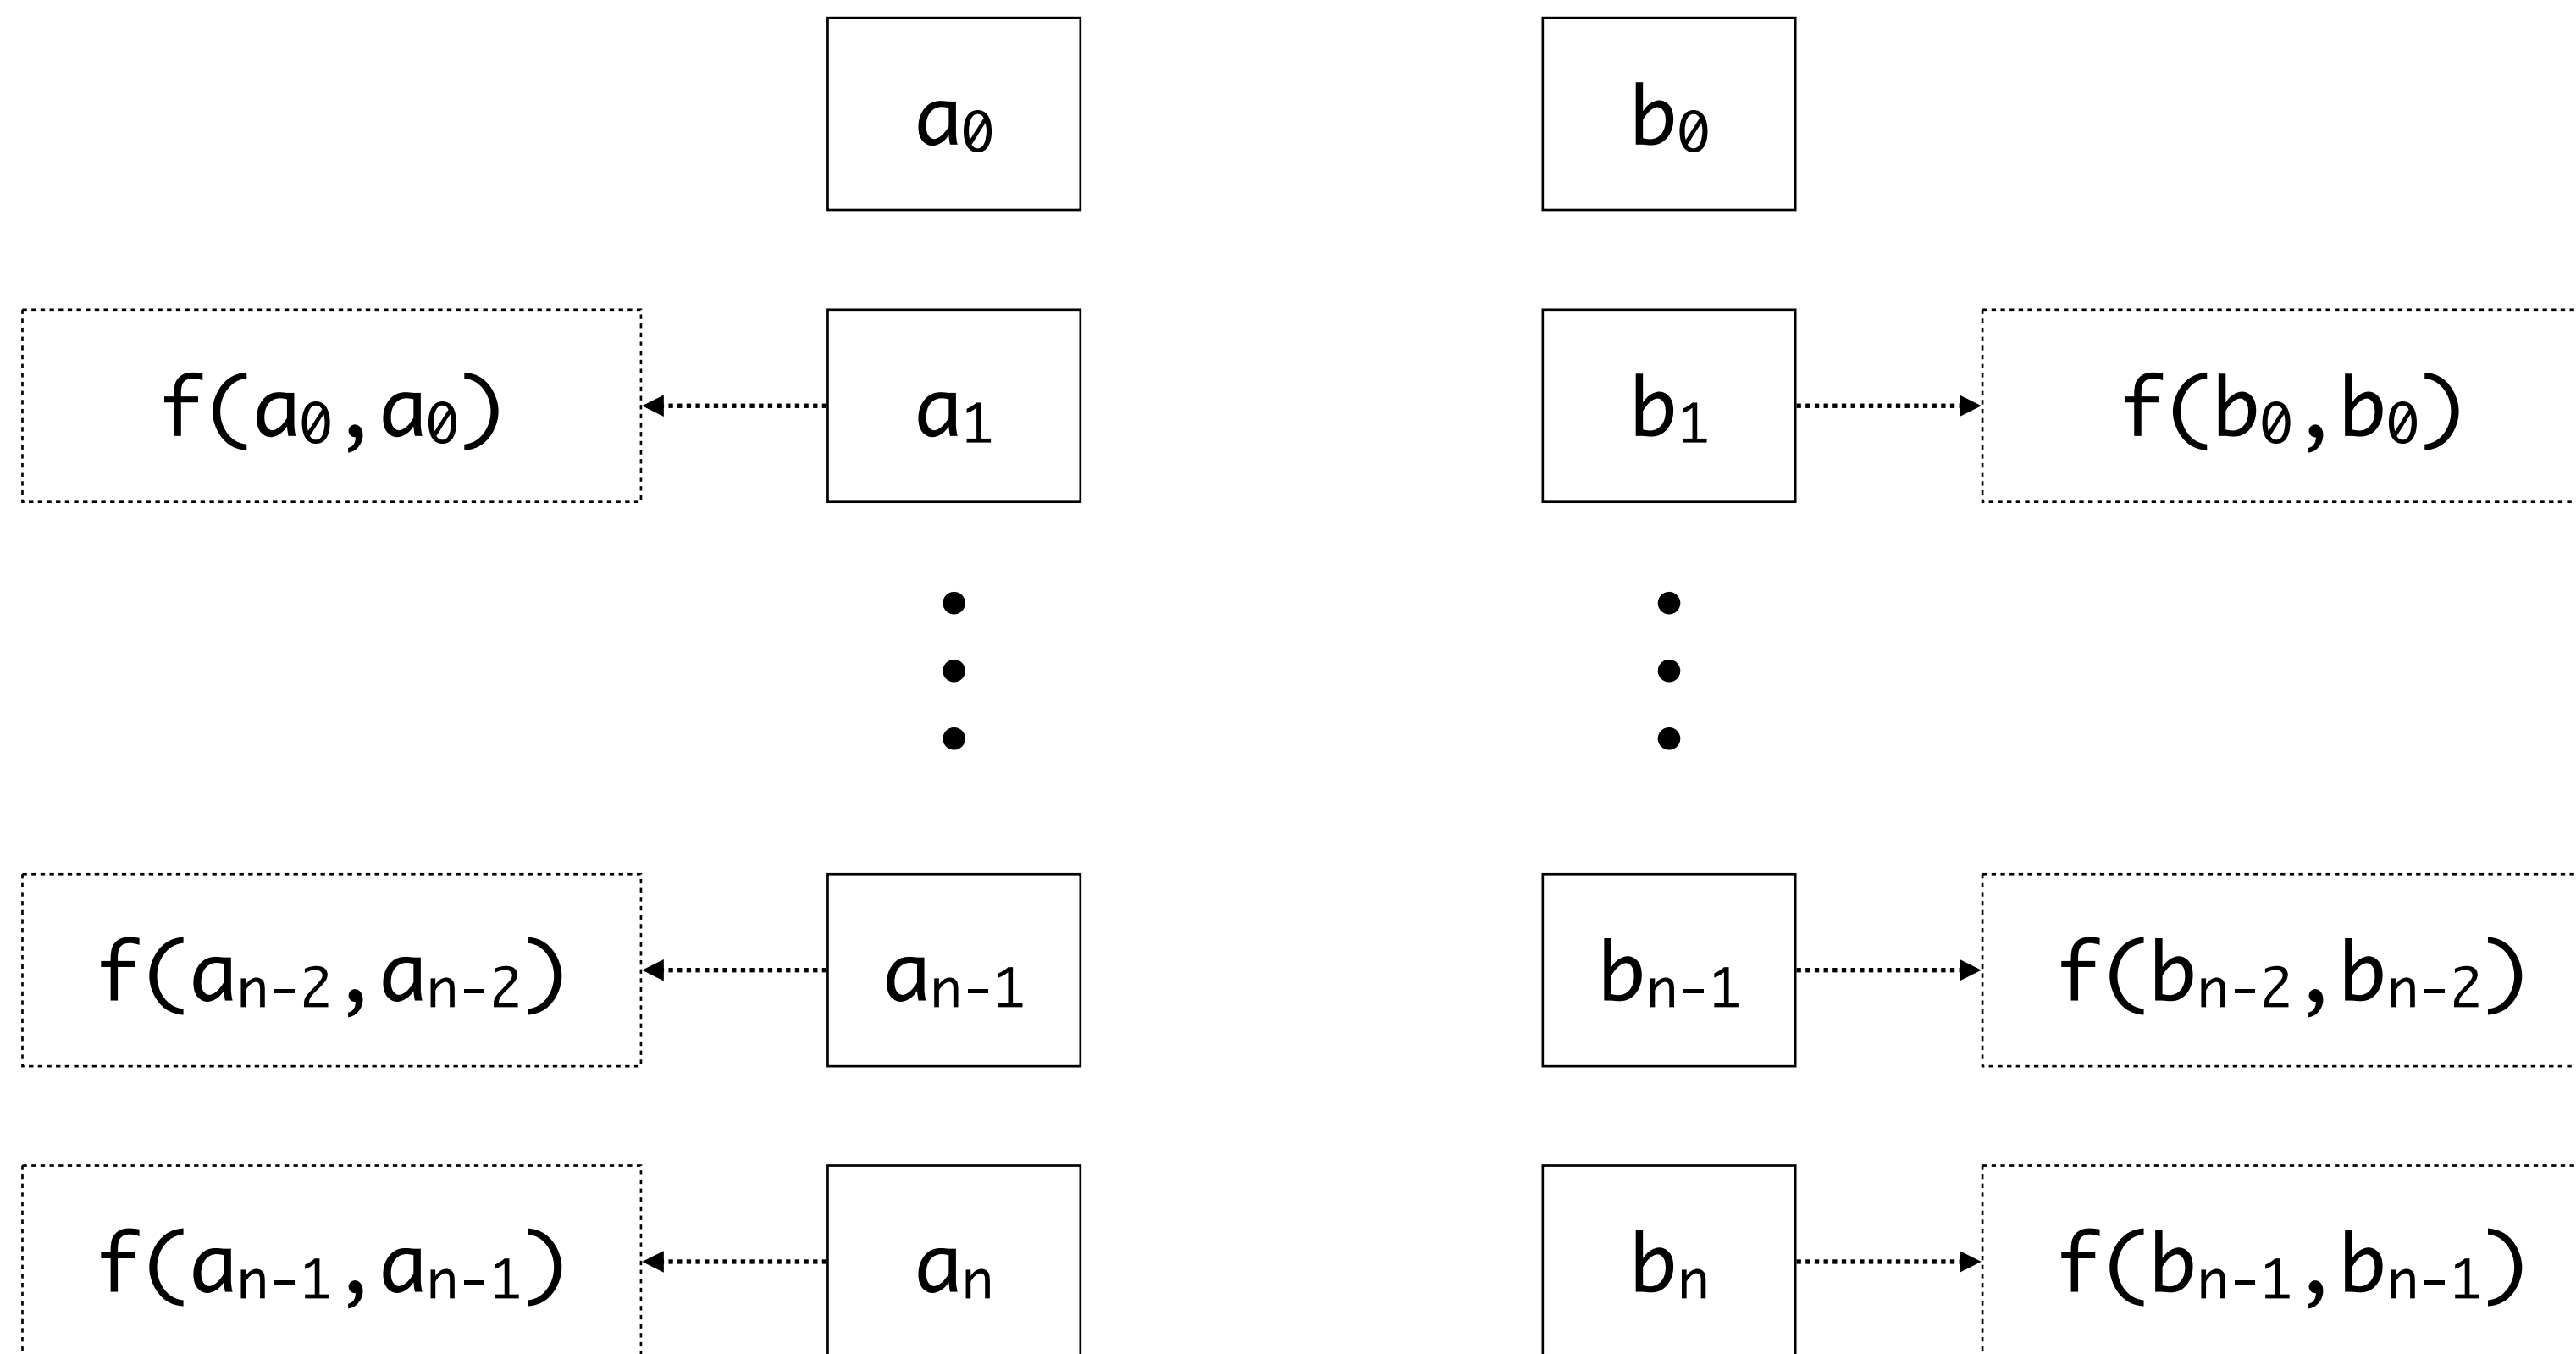 a₀ b₀
f(a₀,a₀) a₁ b₁ f(b₀,b₀)
f(aₙ₋₂,aₙ₋₂) aₙ₋₁ bₙ₋₁ f(bₙ₋₂,bₙ₋₂)
f(aₙ₋₁,aₙ₋₁) aₙ bₙ f(bₙ₋₁,bₙ₋₁)